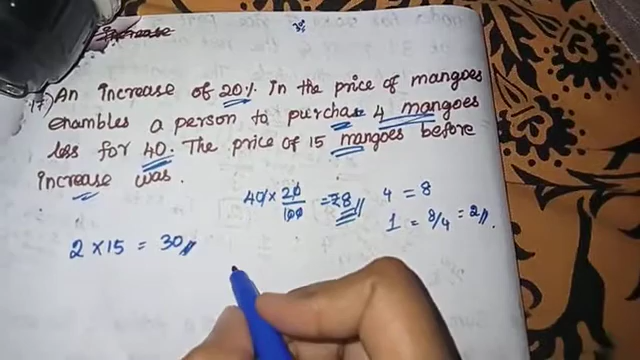 Increase
17) An increase of 20% In the price of mangoes
enambles a person to purchase 4 mangoes
less for 40. The price of 15 mangoes before
increase was.
40 × 20/100 = ₹8 4 = 8
1 = 8/4 = 2
2 × 15 = 30